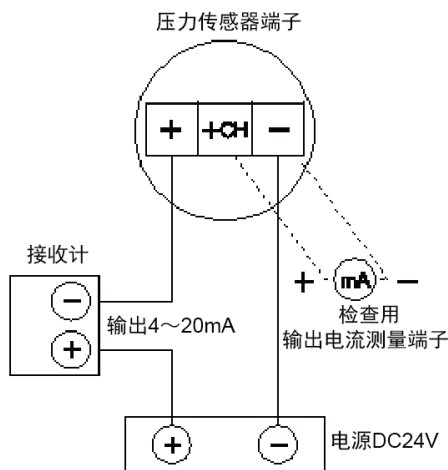 压力传感器端子
+ +CH −
接收计
−
+
输出4～20mA
+ mA −
检查用
输出电流测量端子
+ −
电源DC24V